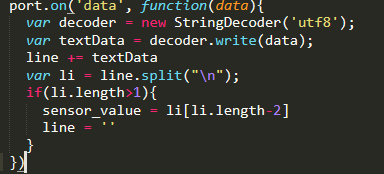 port.on('data', function(data){
var decoder = new StringDecoder('utf8');
var textData = decoder.write(data);
line += textData
var li = line.split("\n");
if(li.length>1){
sensor_value = li[li.length-2]
line = ''
}
})